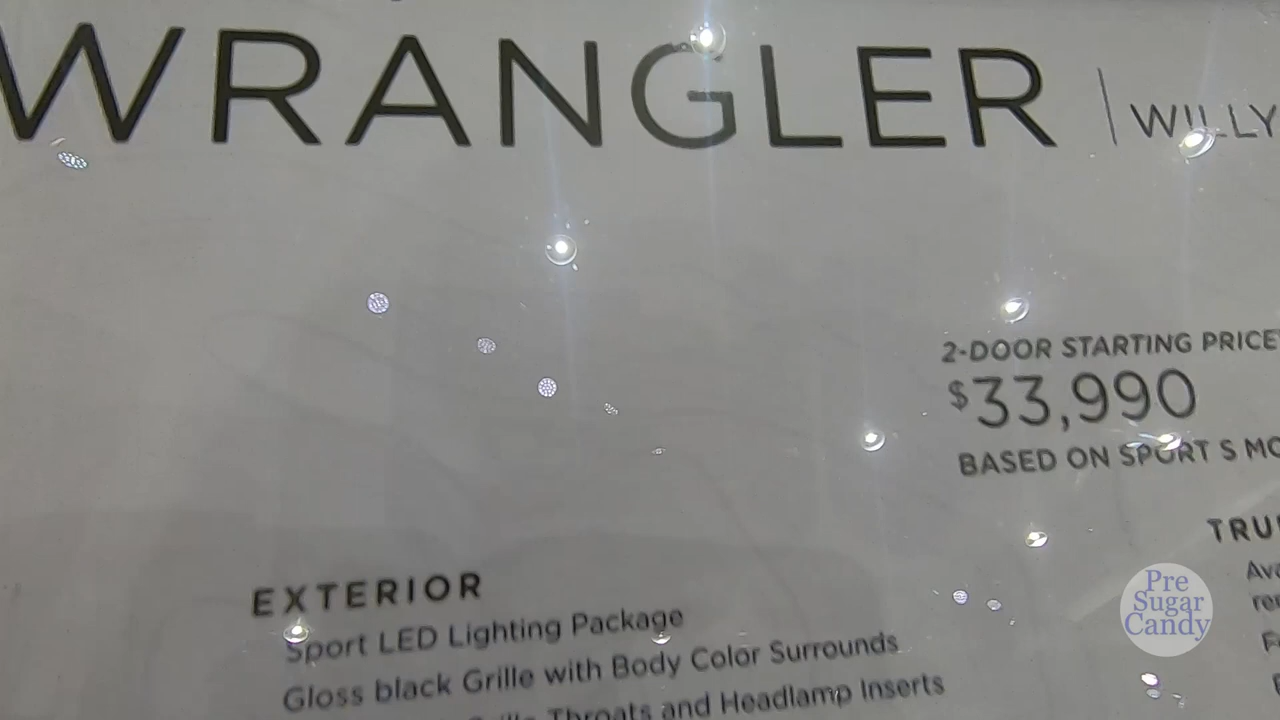 WRANGLER | WILLY
2-DOOR STARTING PRICE
$33,990
BASED ON SPORT S MO
TRU
EXTERIOR
Sport LED Lighting Package
Gloss black Grille with Body Color Surrounds
Throats and Headlamp Inserts
Pre
Sugar
Candy